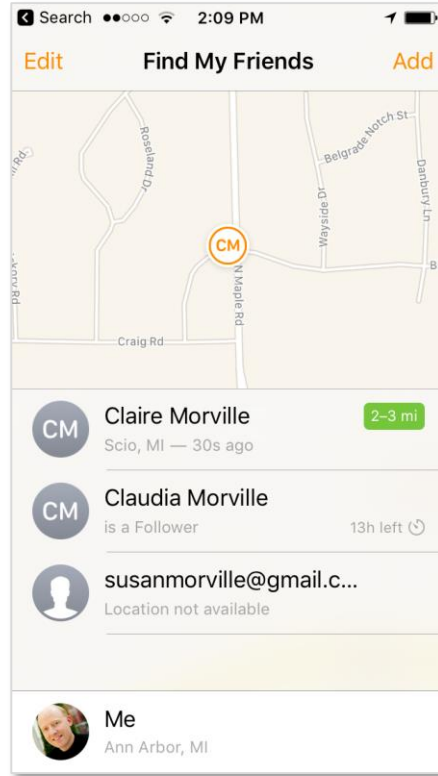 Search 2:09 PM
Edit Find My Friends Add
Roseland Dr
Belgrade Notch St
Rd.
Wayside Dr
Danbury Ln
CM
N Maple Rd
B
Craig Rd
CM Claire Morville 2–3 mi
Scio, MI — 30s ago
CM Claudia Morville
is a Follower 13h left
susanmorville@gmail.c...
Location not available
Me
Ann Arbor, MI